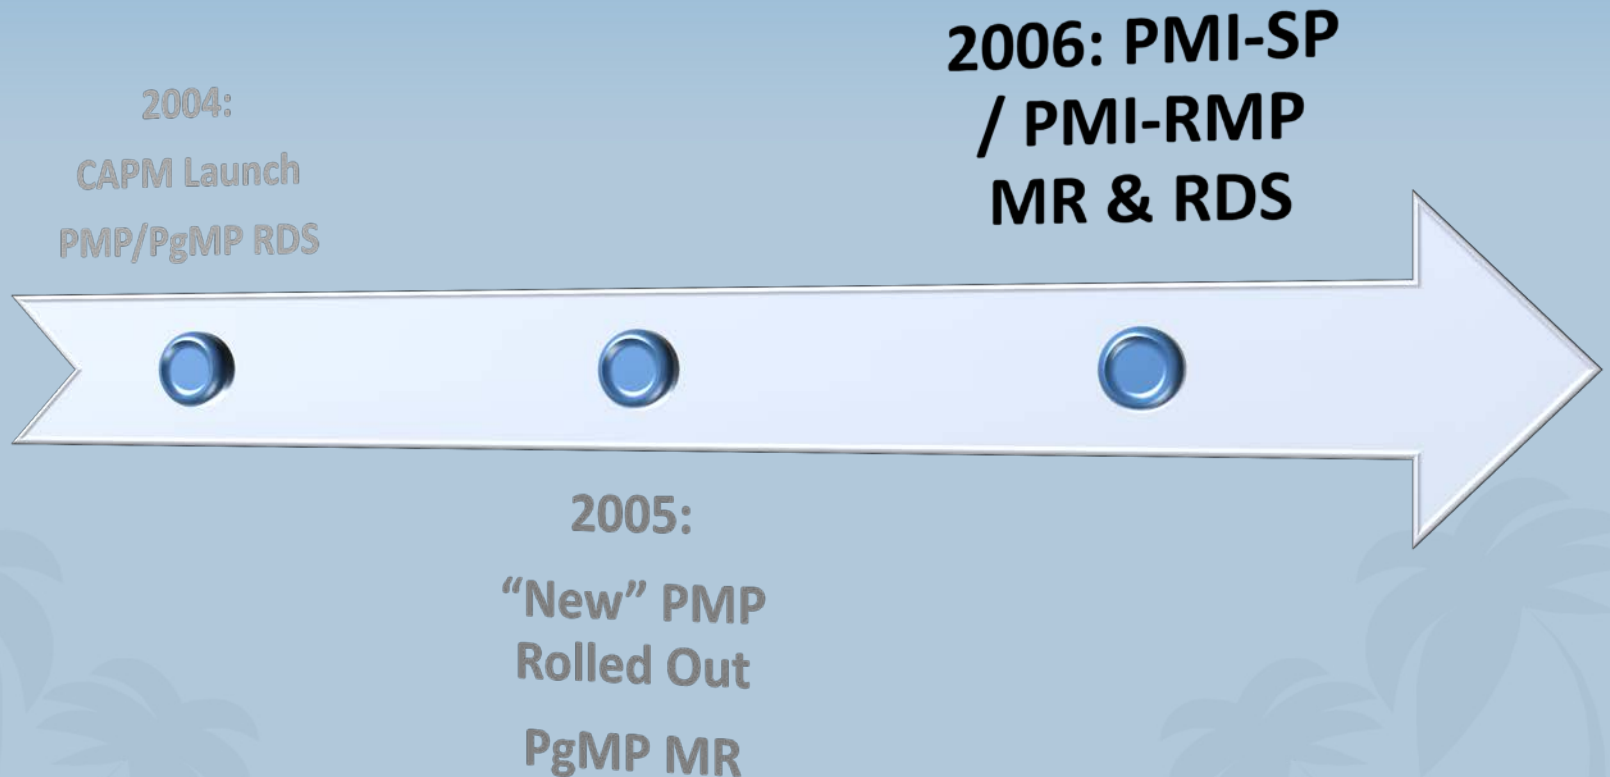 2004:
CAPM Launch
PMP/PgMP RDS
2005:
“New” PMP
Rolled Out
PgMP MR
2006: PMI-SP
/ PMI-RMP
MR & RDS